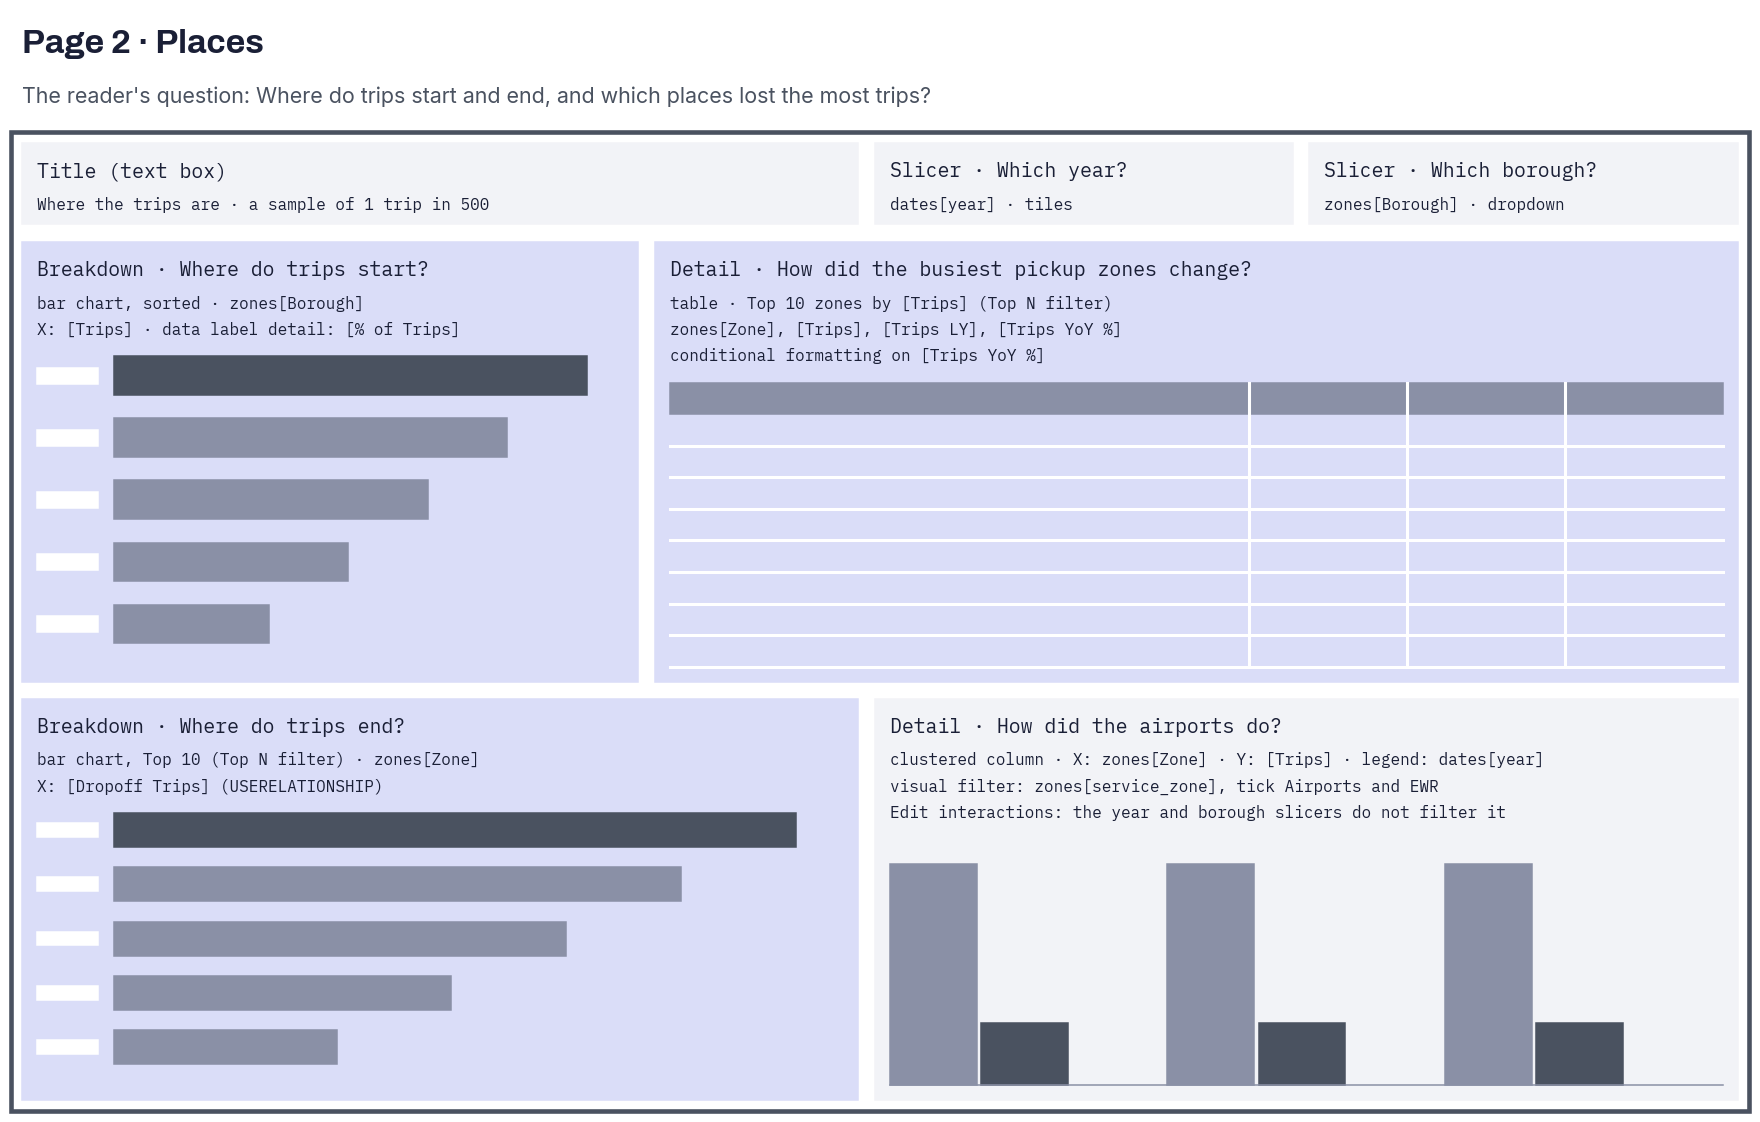 Page 2 · Places
The reader's question: Where do trips start and end, and which places lost the most trips?
Title (text box)
Where the trips are · a sample of 1 trip in 500
Slicer · Which year?
dates[year] · tiles
Slicer · Which borough?
zones[Borough] · dropdown
Breakdown · Where do trips start?
bar chart, sorted · zones[Borough]
X: [Trips] · data label detail: [% of Trips]
Detail · How did the busiest pickup zones change?
table · Top 10 zones by [Trips] (Top N filter)
zones[Zone], [Trips], [Trips LY], [Trips YoY %]
conditional formatting on [Trips YoY %]
Breakdown · Where do trips end?
bar chart, Top 10 (Top N filter) · zones[Zone]
X: [Dropoff Trips] (USERELATIONSHIP)
Detail · How did the airports do?
clustered column · X: zones[Zone] · Y: [Trips] · legend: dates[year]
visual filter: zones[service_zone], tick Airports and EWR
Edit interactions: the year and borough slicers do not filter it